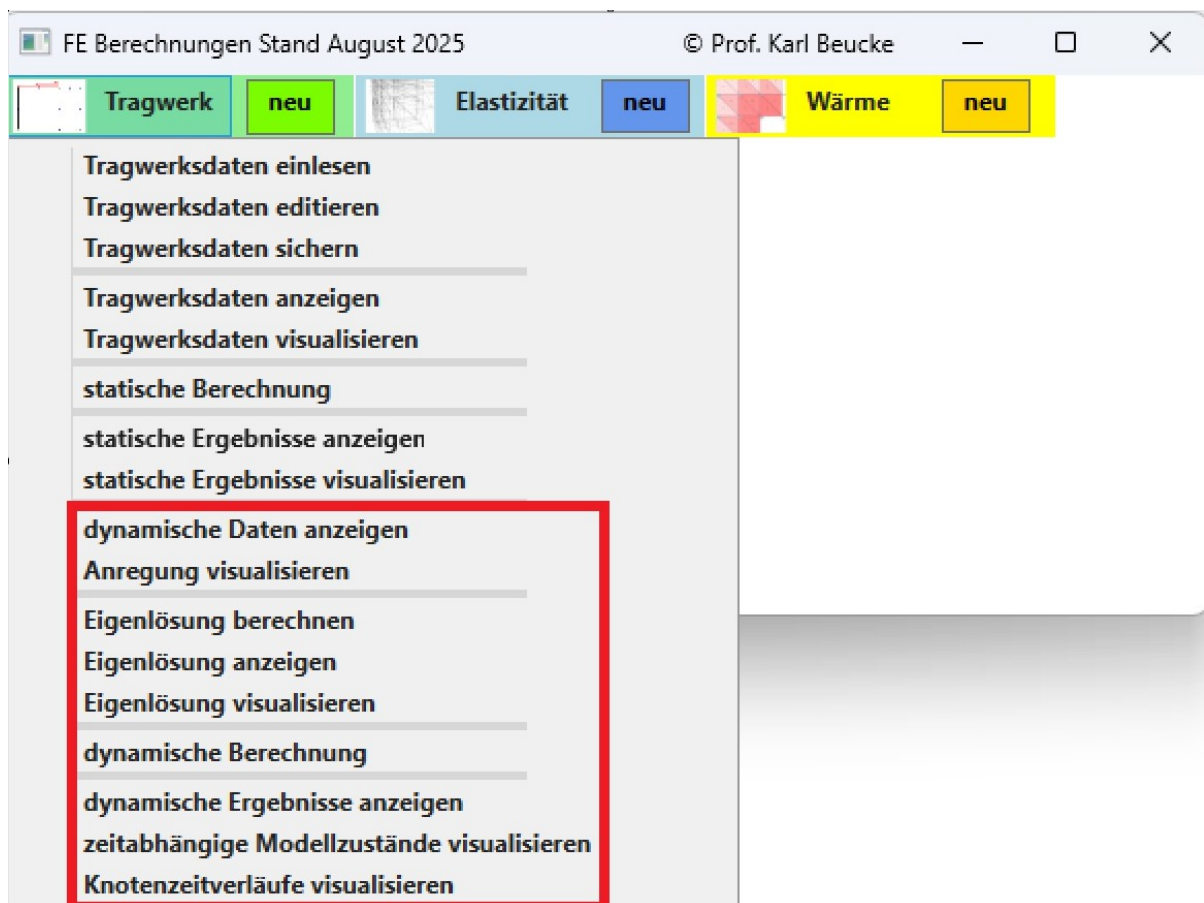 FE Berechnungen Stand August 2025 © Prof. Karl Beucke
Tragwerk neu Elastizität neu Wärme neu
Tragwerksdaten einlesen
Tragwerksdaten editieren
Tragwerksdaten sichern
Tragwerksdaten anzeigen
Tragwerksdaten visualisieren
statische Berechnung
statische Ergebnisse anzeigen
statische Ergebnisse visualisieren
dynamische Daten anzeigen
Anregung visualisieren
Eigenlösung berechnen
Eigenlösung anzeigen
Eigenlösung visualisieren
dynamische Berechnung
dynamische Ergebnisse anzeigen
zeitabhängige Modellzustände visualisieren
Knotenzeitverläufe visualisieren